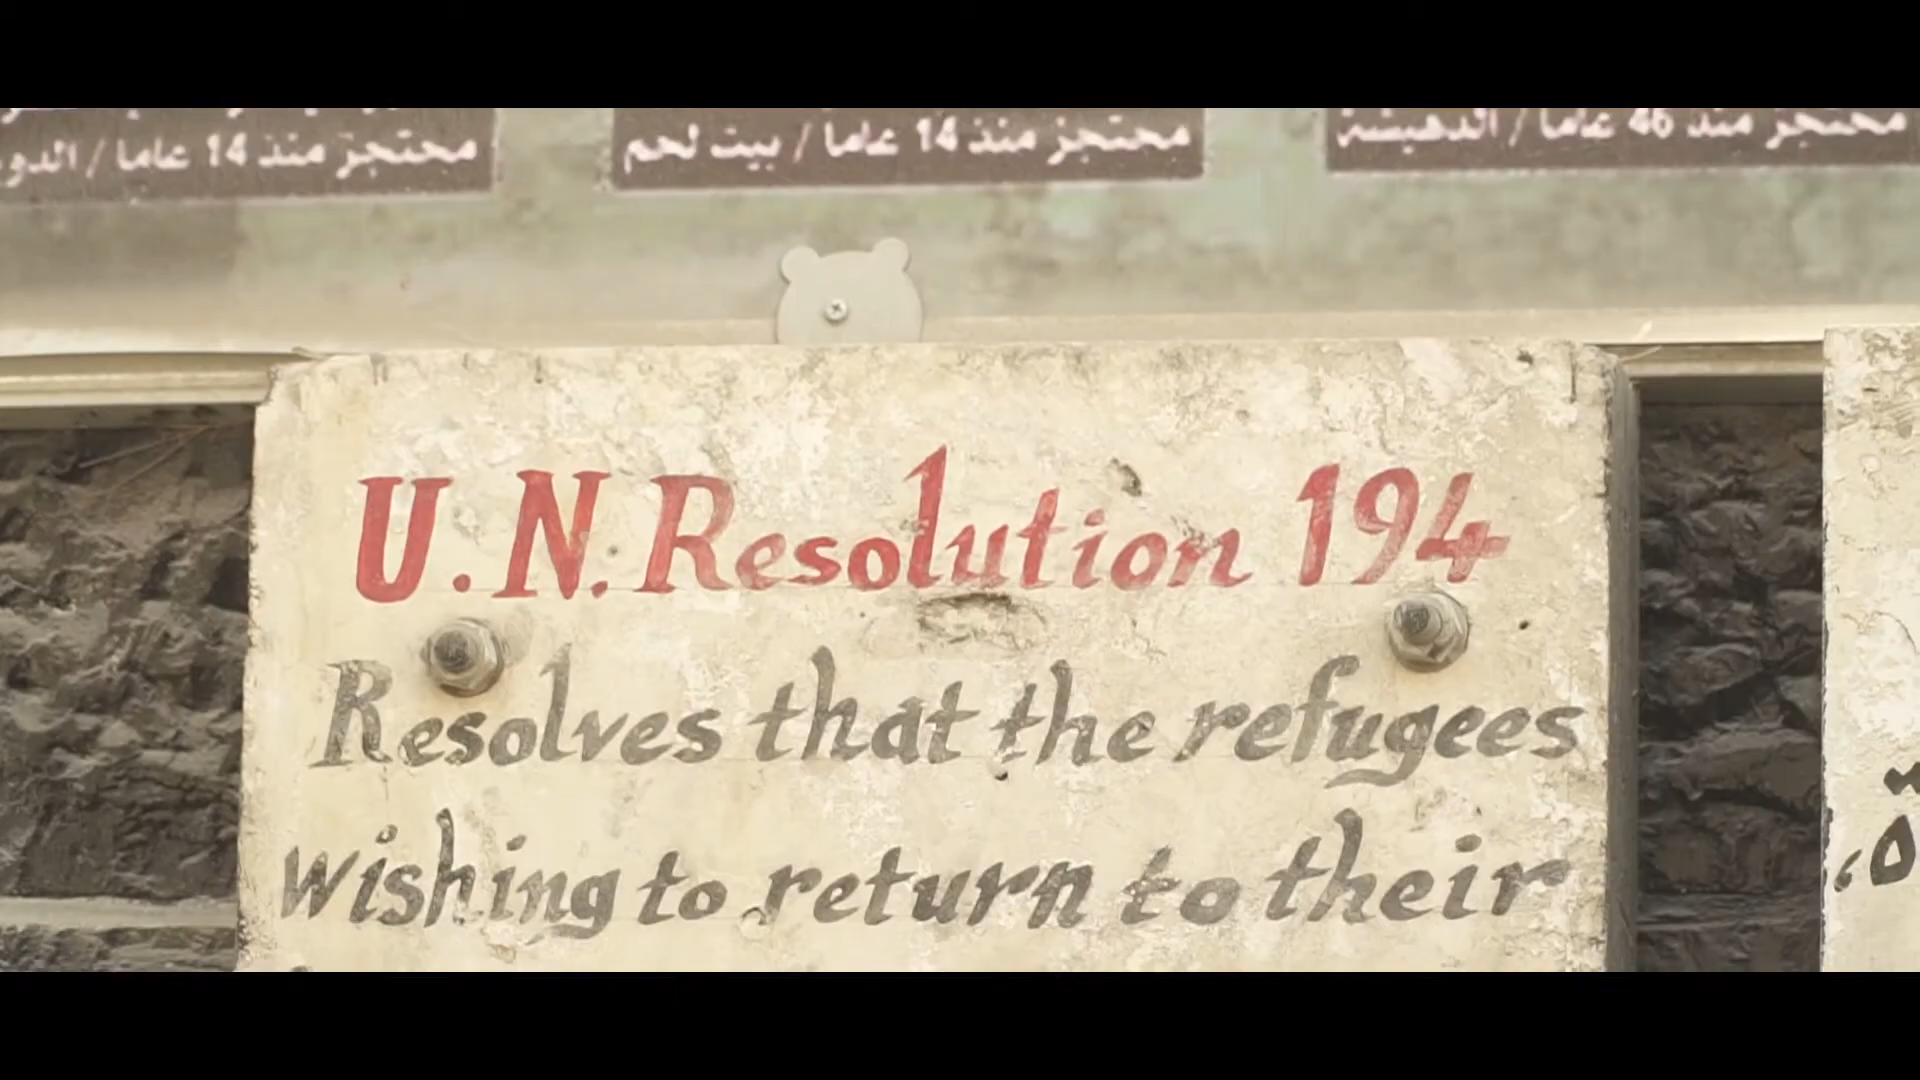 محتجز منذ 46 عاما / الدهيشة
محتجز منذ 14 عاما / بيت لحم
محتجز منذ 14 عاما /
U.N. Resolution 194
Resolves that the refugees
wishing to return to their